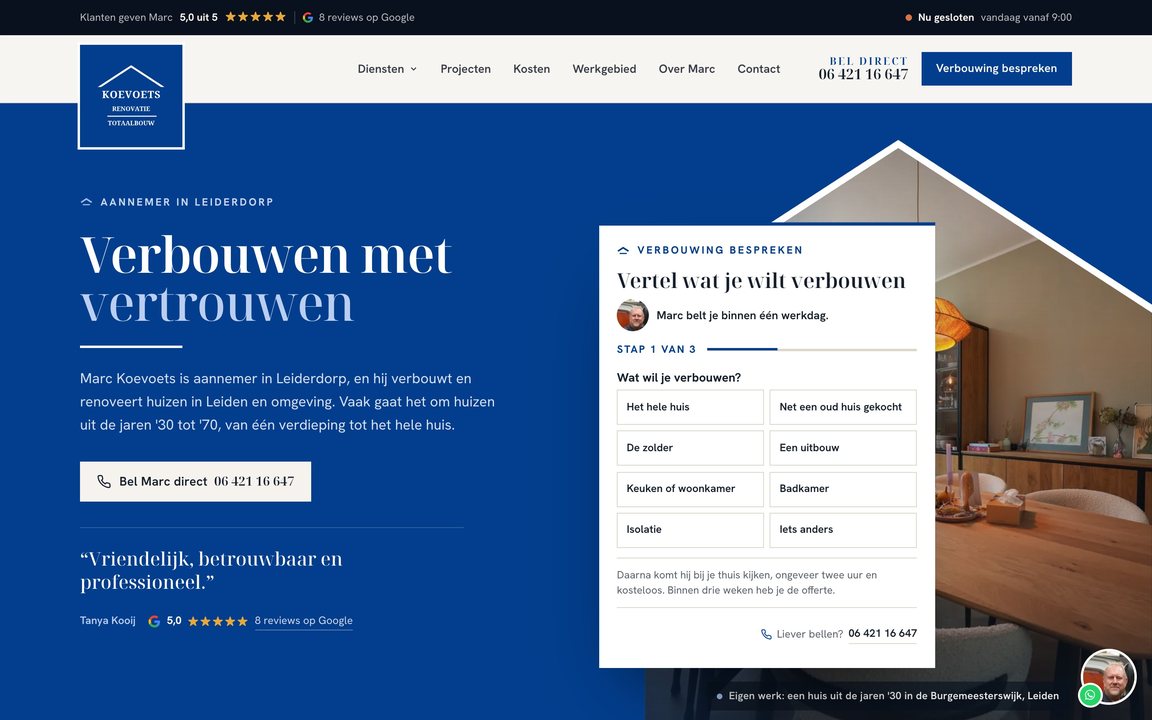 Klanten geven Marc 5,0 uit 5 8 reviews op Google
Nu gesloten vandaag vanaf 9:00
KOEVOETS
RENOVATIE
TOTAALBOUW
Diensten Projecten Kosten Werkgebied Over Marc Contact
BEL DIRECT
06 421 16 647
Verbouwing bespreken
AANNEMER IN LEIDERDORP
Verbouwen met
vertrouwen
Marc Koevoets is aannemer in Leiderdorp, en hij verbouwt en
renoveert huizen in Leiden en omgeving. Vaak gaat het om huizen
uit de jaren '30 tot '70, van één verdieping tot het hele huis.
Bel Marc direct 06 421 16 647
“Vriendelijk, betrouwbaar en
professioneel.”
Tanya Kooij 5,0 8 reviews op Google
VERBOUWING BESPREKEN
Vertel wat je wilt verbouwen
Marc belt je binnen één werkdag.
STAP 1 VAN 3
Wat wil je verbouwen?
Het hele huis
Net een oud huis gekocht
De zolder
Een uitbouw
Keuken of woonkamer
Badkamer
Isolatie
Iets anders
Daarna komt hij bij je thuis kijken, ongeveer twee uur en
kosteloos. Binnen drie weken heb je de offerte.
Liever bellen? 06 421 16 647
Eigen werk: een huis uit de jaren '30 in de Burgemeesterswijk, Leiden